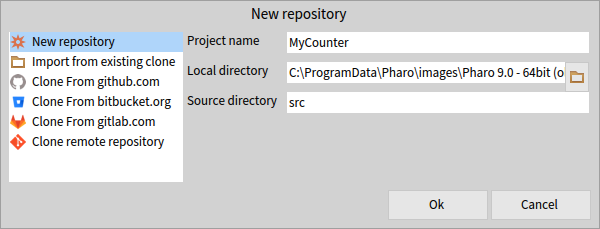 New repository
New repository
Import from existing clone
Clone From github.com
Clone From bitbucket.org
Clone From gitlab.com
Clone remote repository
Project name
MyCounter
Local directory
C:\ProgramData\Pharo\images\Pharo 9.0 - 64bit (o
Source directory
src
Ok
Cancel